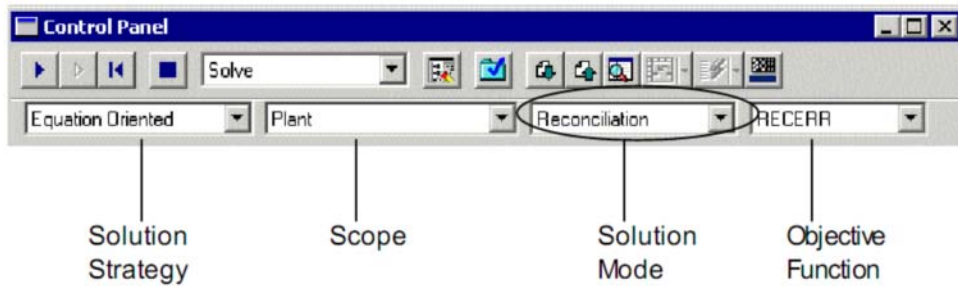 Control Panel
Solve
Equation Oriented Plant Reconciliation RECERR
Solution Strategy
Scope
Solution Mode
Objective Function